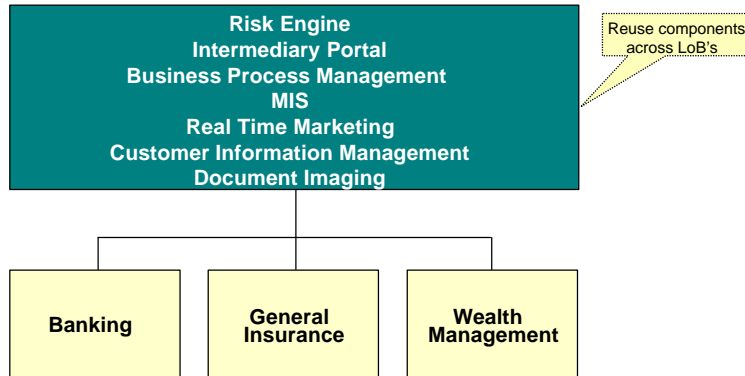 Risk Engine
Intermediary Portal
Business Process Management
MIS
Real Time Marketing
Customer Information Management
Document Imaging
Reuse components
across LoB's
Banking
General
Insurance
Wealth
Management